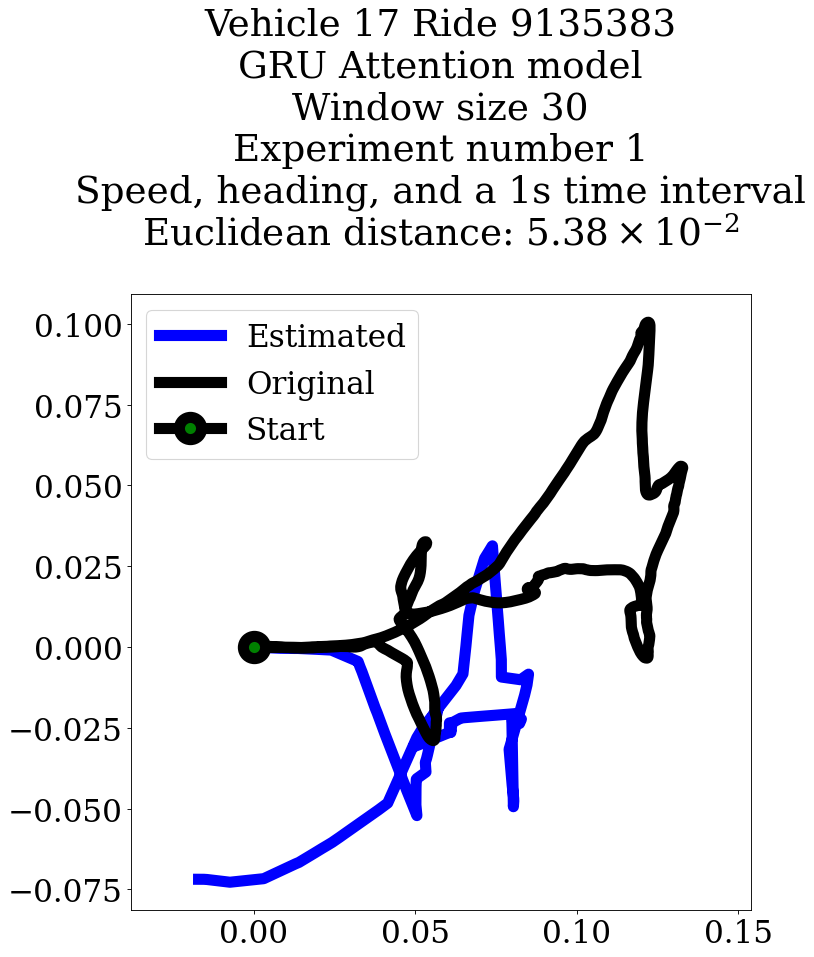 Vehicle 17 Ride 9135383
GRU Attention model
Window size 30
Experiment number 1
Speed, heading, and a 1s time interval
Euclidean distance: 5.38 × 10⁻²
Estimated
Original
Start
0.100
0.075
0.050
0.025
0.000
−0.025
−0.050
−0.075
0.00 0.05 0.10 0.15